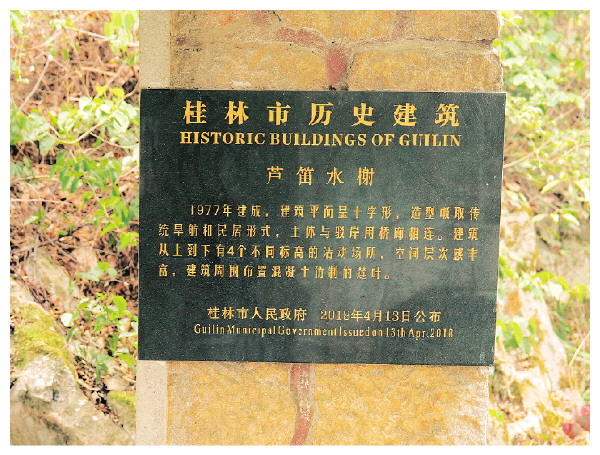 桂林市历史建筑
HISTORIC BUILDINGS OF GUILIN
芦笛水榭
1977年建成，建筑平面呈十字形，造型吸取传
统旱船和民居形式，主体与驳岸用桥廊相连。建筑
从上到下有4个不同标高的活动场所，空间层次感丰
富，建筑周围布置混凝土浇制的莲叶。
桂林市人民政府 2018年4月13日公布
Guilin Municipal Government Issued on 13th Apr. 2018